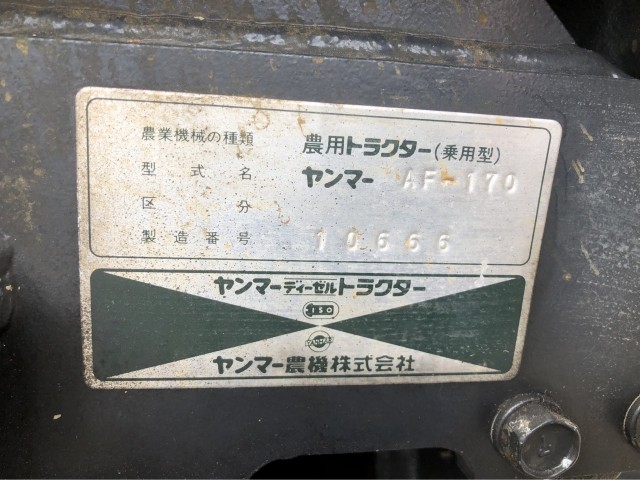 農業機械の種類 農用トラクター(乗用型)
型式名 ヤンマー AF-170
区分
製造番号 10666
ヤンマーディーゼルトラクター
ISO
YANMAR
ヤンマー農機株式会社